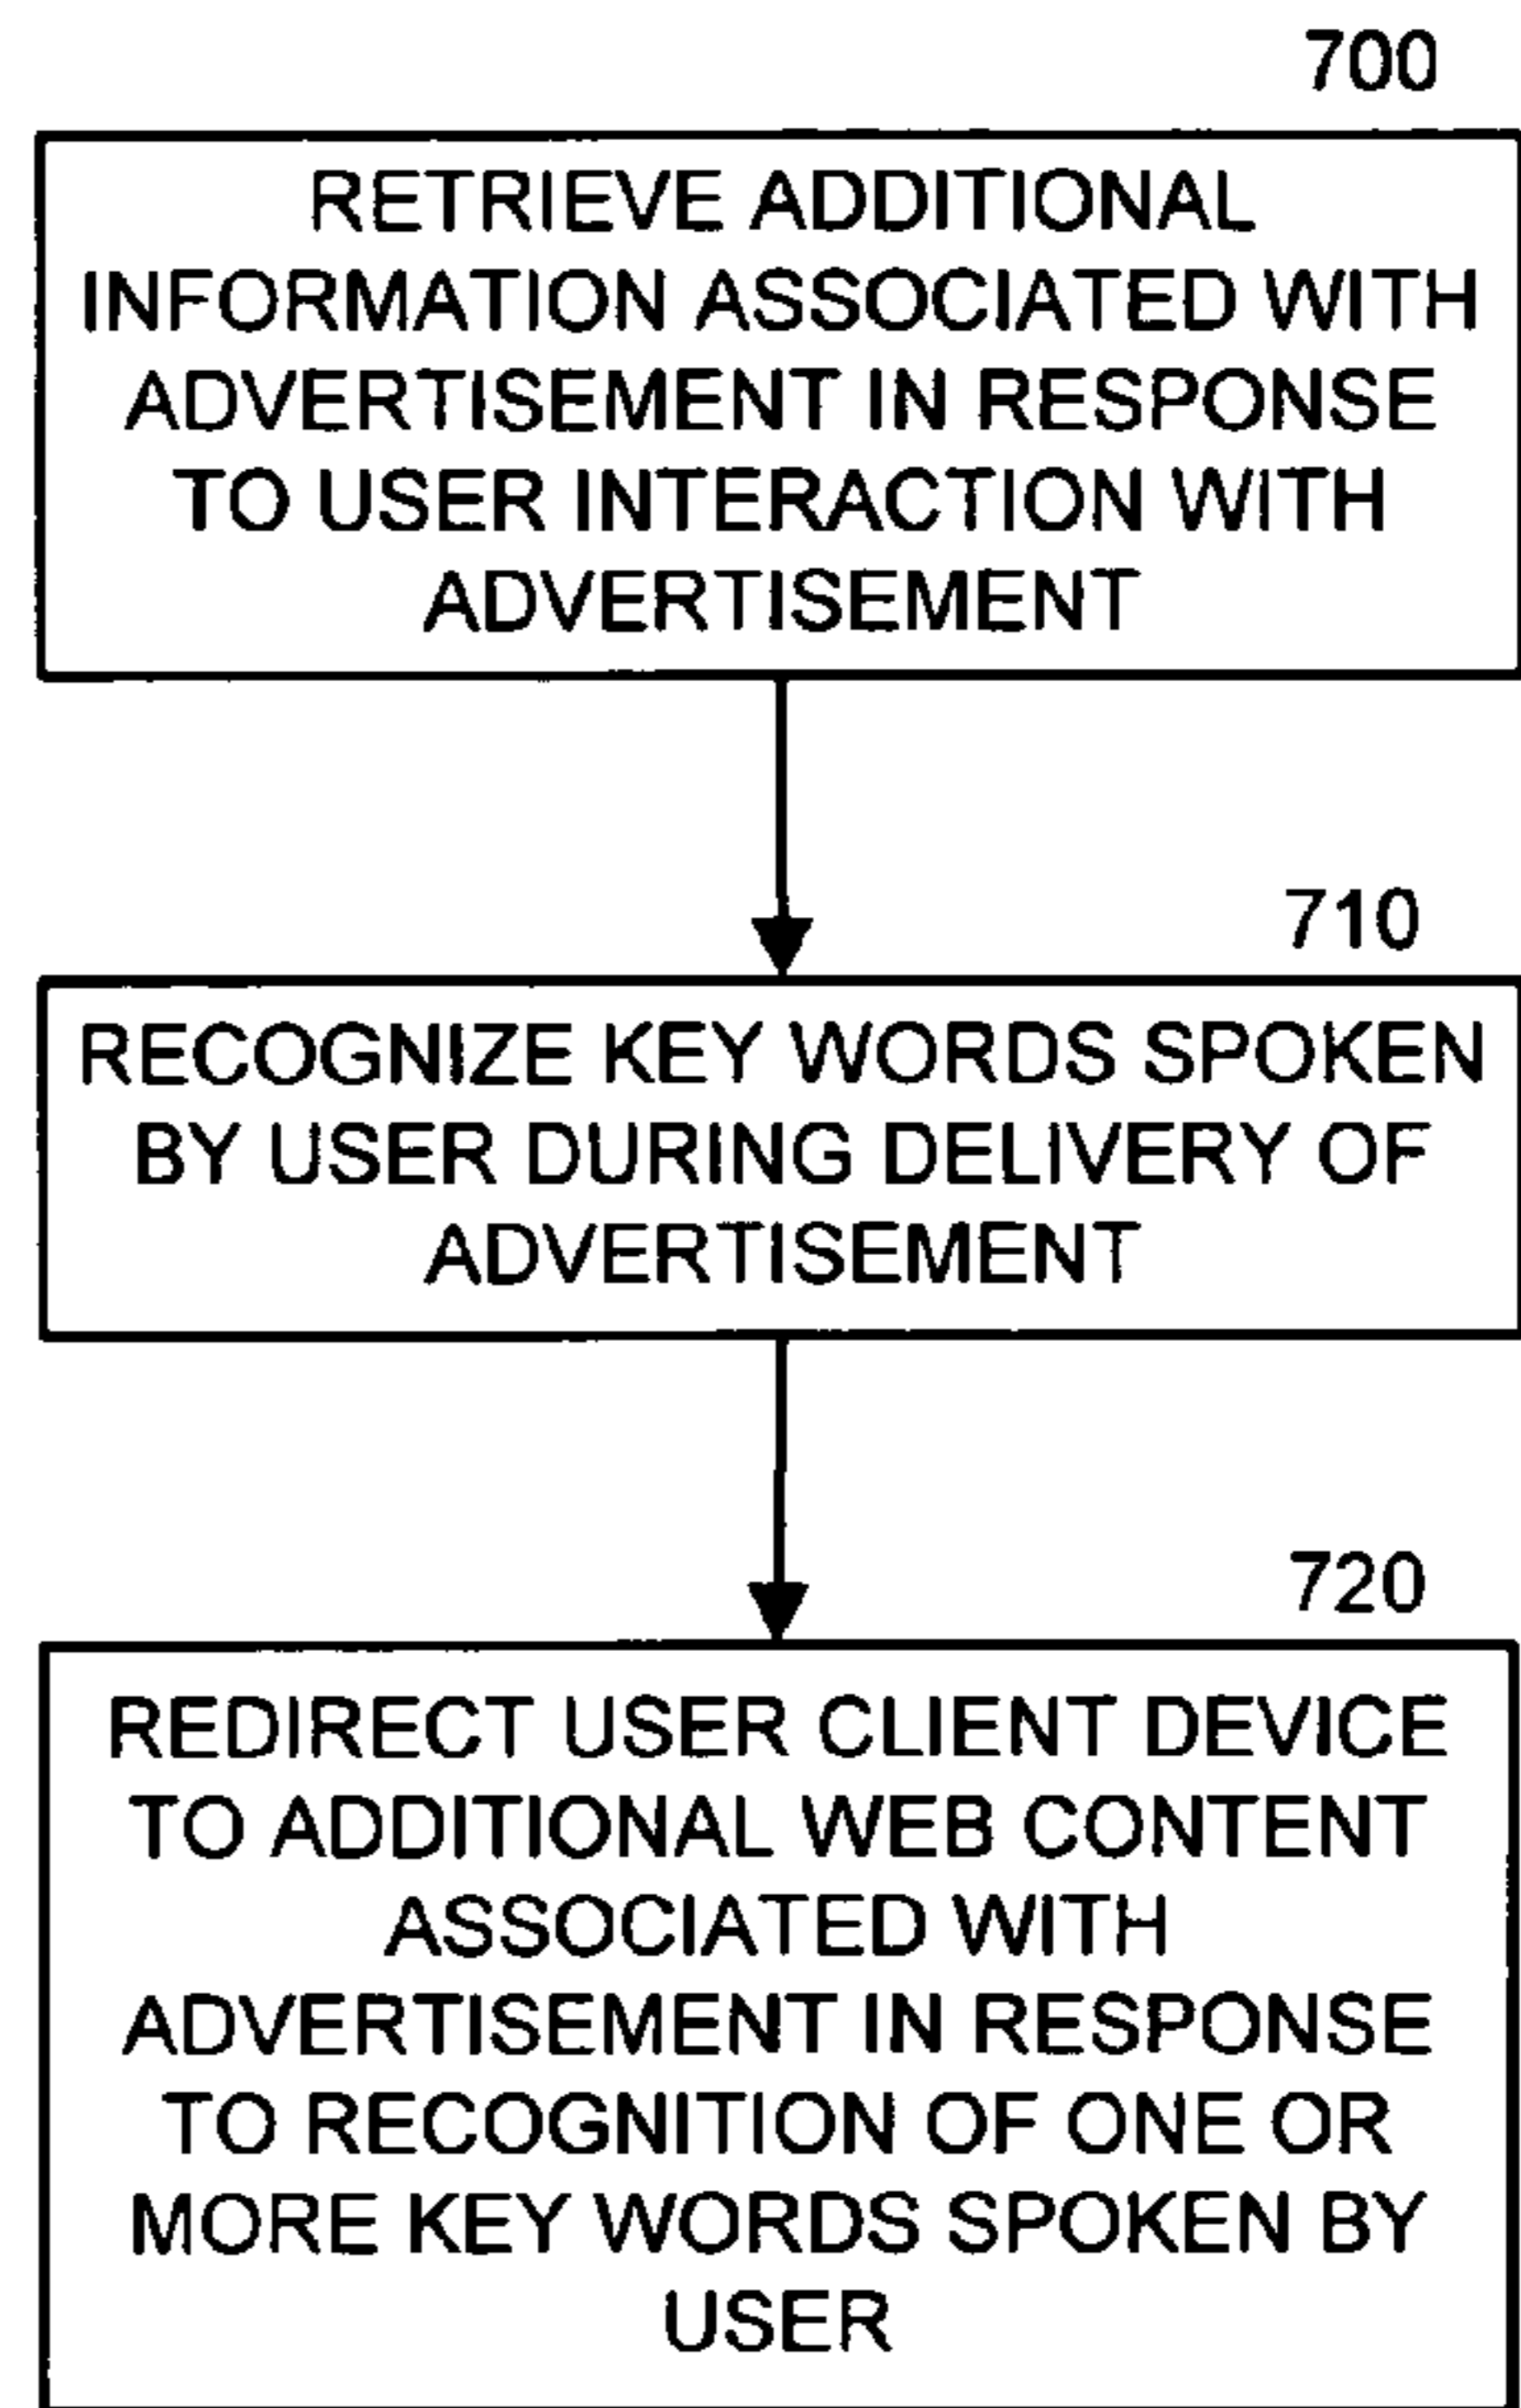 700
RETRIEVE ADDITIONAL
INFORMATION ASSOCIATED WITH
ADVERTISEMENT IN RESPONSE
TO USER INTERACTION WITH
ADVERTISEMENT
710
RECOGNIZE KEY WORDS SPOKEN
BY USER DURING DELIVERY OF
ADVERTISEMENT
720
REDIRECT USER CLIENT DEVICE
TO ADDITIONAL WEB CONTENT
ASSOCIATED WITH
ADVERTISEMENT IN RESPONSE
TO RECOGNITION OF ONE OR
MORE KEY WORDS SPOKEN BY
USER